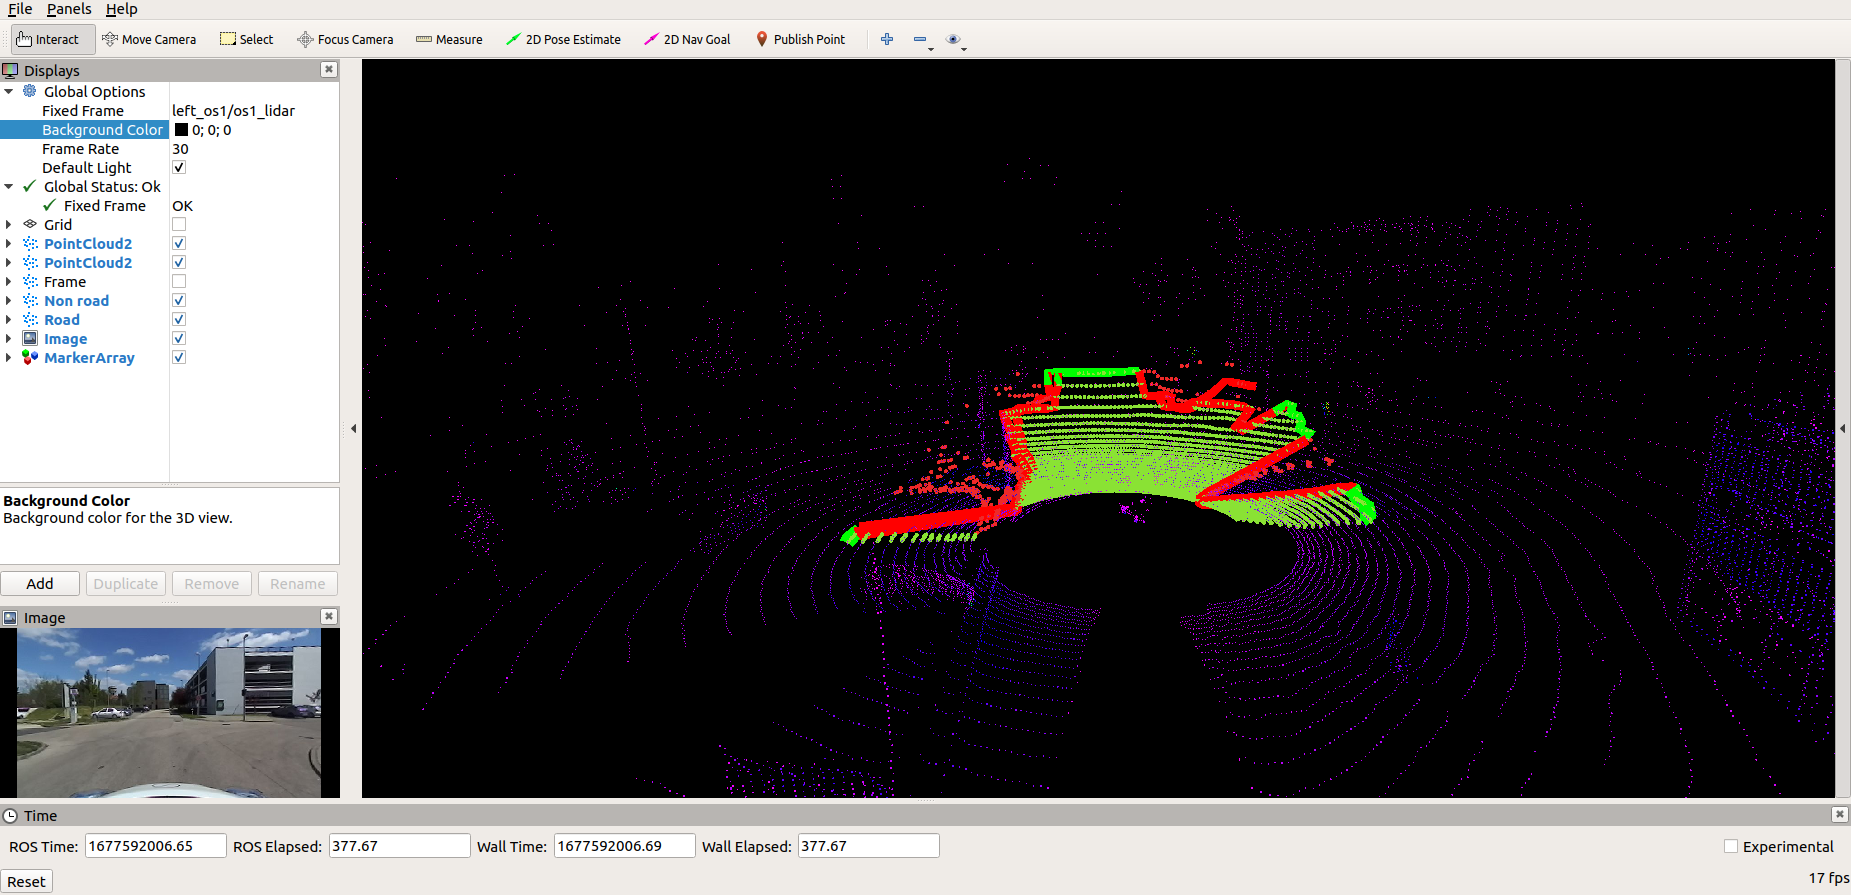 File Panels Help
Interact Move Camera Select Focus Camera Measure 2D Pose Estimate 2D Nav Goal Publish Point
Displays
Global Options
Fixed Frame left_os1/os1_lidar
Background Color 0; 0; 0
Frame Rate 30
Default Light
Global Status: Ok
Fixed Frame OK
Grid
PointCloud2
PointCloud2
Frame
Non road
Road
Image
MarkerArray
Background Color
Background color for the 3D view.
Add Duplicate Remove Rename
Image
Time
ROS Time: 1677592006.65 ROS Elapsed: 377.67 Wall Time: 1677592006.69 Wall Elapsed: 377.67 Experimental
Reset 17 fps